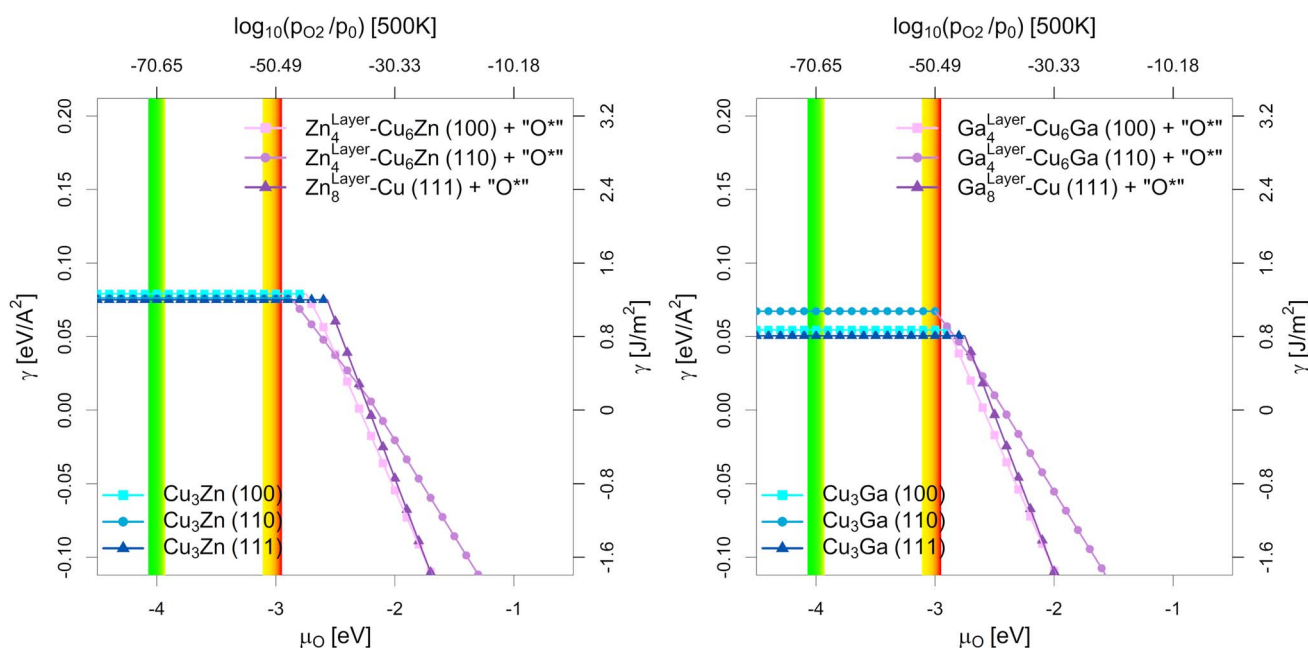 log10(pO2/p0) [500K]
-70.65 -50.49 -30.33 -10.18
Zn4Layer-Cu6Zn (100) + "O*"
Zn4Layer-Cu6Zn (110) + "O*"
Zn8Layer-Cu (111) + "O*"
γ [eV/A2]
0.20
0.15
0.10
0.05
0.00
-0.05
-0.10
γ [J/m2]
3.2
2.4
1.6
0.8
0
-0.8
-1.6
Cu3Zn (100)
Cu3Zn (110)
Cu3Zn (111)
-4 -3 -2 -1
μO [eV]
log10(pO2/p0) [500K]
-70.65 -50.49 -30.33 -10.18
Ga4Layer-Cu6Ga (100) + "O*"
Ga4Layer-Cu6Ga (110) + "O*"
Ga8Layer-Cu (111) + "O*"
γ [eV/A2]
0.20
0.15
0.10
0.05
0.00
-0.05
-0.10
γ [J/m2]
3.2
2.4
1.6
0.8
0
-0.8
-1.6
Cu3Ga (100)
Cu3Ga (110)
Cu3Ga (111)
-4 -3 -2 -1
μO [eV]